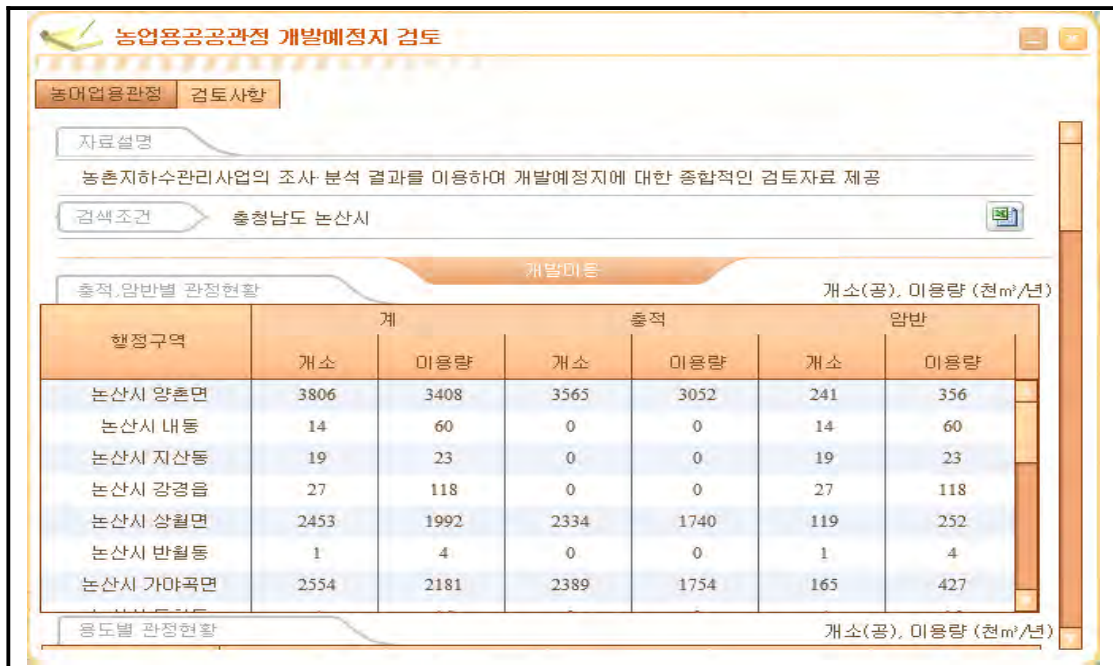 농업용공공관정 개발예정지 검토
농어업용관정 검토사항
자료설명
농촌지하수관리사업의 조사 분석 결과를 이용하여 개발예정지에 대한 종합적인 검토자료 제공
검색조건 충청남도 논산시
개발미동
충적,암반별 관정현황 개소(공), 이용량 (천㎥/년)
행정구역 계 충적 암반
개소 이용량 개소 이용량 개소 이용량
논산시 양촌면 3806 3408 3565 3052 241 356
논산시 내동 14 60 0 0 14 60
논산시 지산동 19 23 0 0 19 23
논산시 강경읍 27 118 0 0 27 118
논산시 상월면 2453 1992 2334 1740 119 252
논산시 반월동 1 4 0 0 1 4
논산시 가야곡면 2554 2181 2389 1754 165 427
용도별 관정현황 개소(공), 이용량 (천㎥/년)